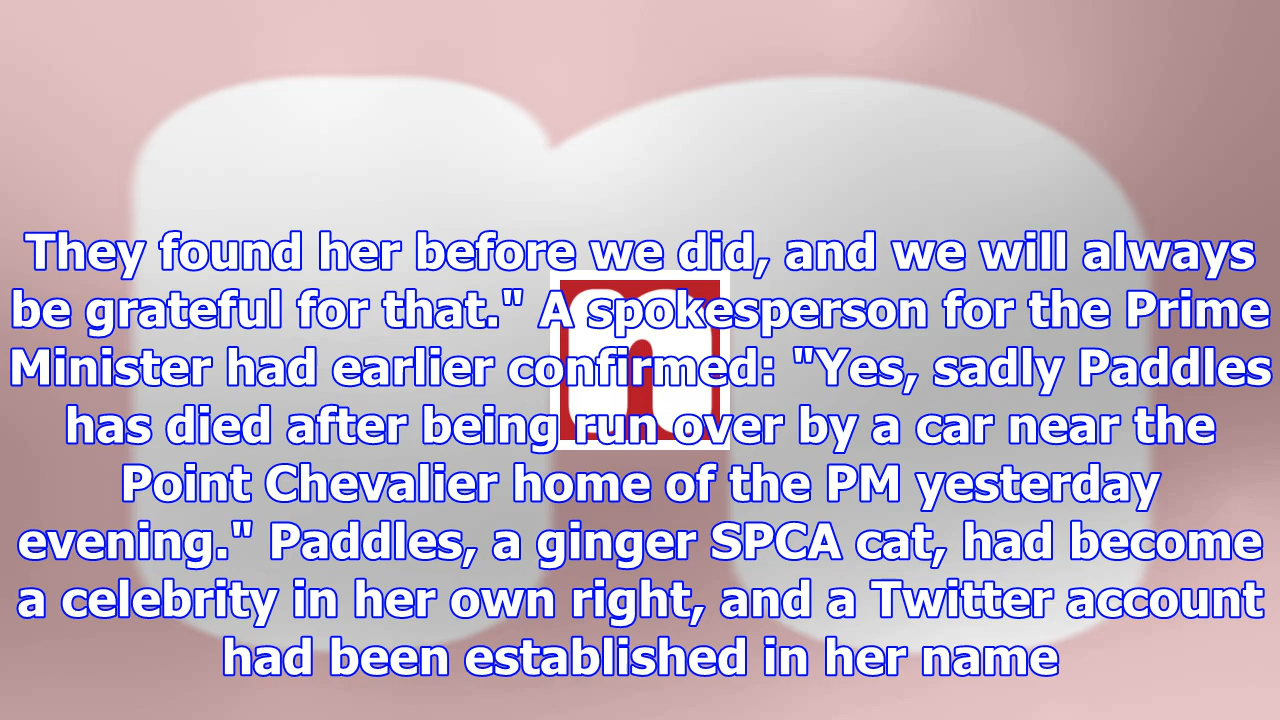 They found her before we did, and we will always
be grateful for that." A spokesperson for the Prime
Minister had earlier confirmed: "Yes, sadly Paddles
has died after being run over by a car near the
Point Chevalier home of the PM yesterday
evening." Paddles, a ginger SPCA cat, had become
a celebrity in her own right, and a Twitter account
had been established in her name
n